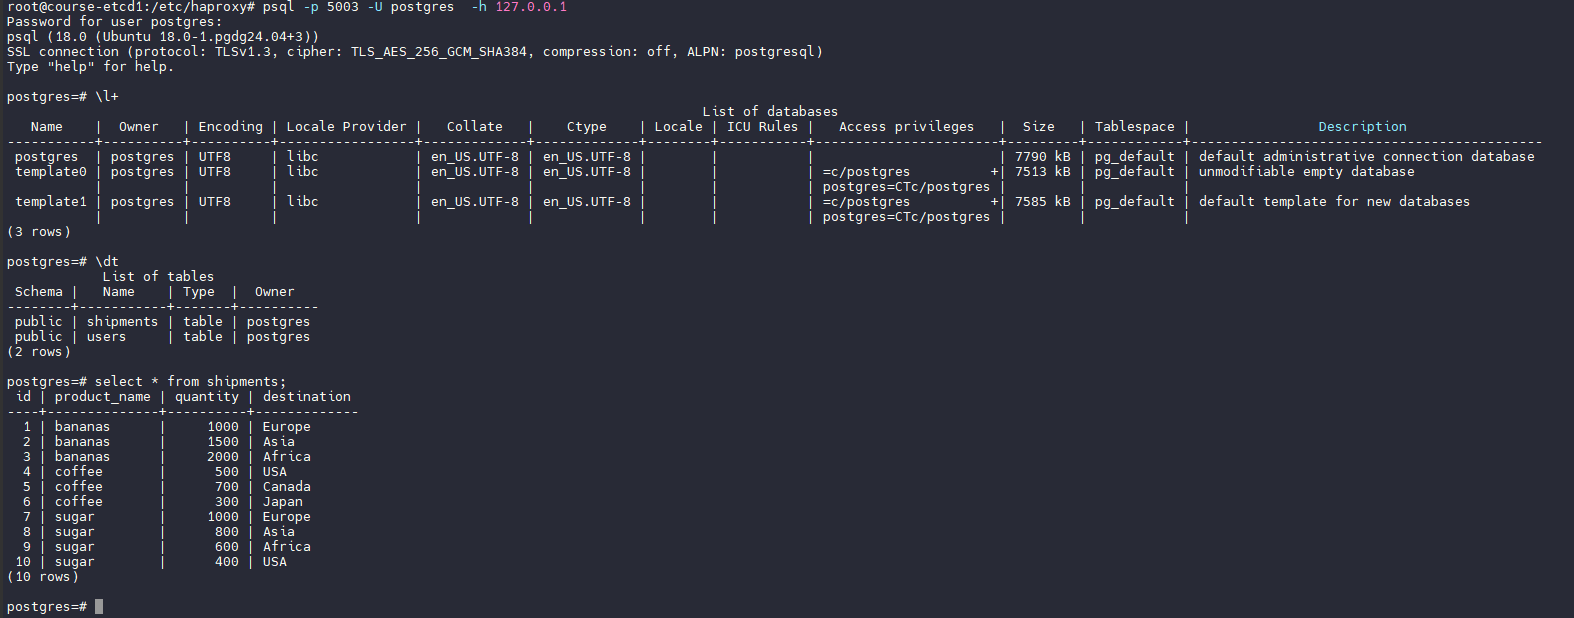 root@course-etcd1:/etc/haproxy# psql -p 5003 -U postgres  -h 127.0.0.1
Password for user postgres:
psql (18.0 (Ubuntu 18.0-1.pgdg24.04+3))
SSL connection (protocol: TLSv1.3, cipher: TLS_AES_256_GCM_SHA384, compression: off, ALPN: postgresql)
Type "help" for help.

postgres=# \l+
                                                                                       List of databases
   Name    |  Owner   | Encoding | Locale Provider |   Collate   |    Ctype    | Locale | ICU Rules |   Access privileges   |  Size   | Tablespace |                Description
-----------+----------+----------+-----------------+-------------+-------------+--------+-----------+-----------------------+---------+------------+--------------------------------------------
 postgres  | postgres | UTF8     | libc            | en_US.UTF-8 | en_US.UTF-8 |        |           |                       | 7790 kB | pg_default | default administrative connection database
 template0 | postgres | UTF8     | libc            | en_US.UTF-8 | en_US.UTF-8 |        |           | =c/postgres          +| 7513 kB | pg_default | unmodifiable empty database
           |          |          |                 |             |             |        |           | postgres=CTc/postgres |         |            |
 template1 | postgres | UTF8     | libc            | en_US.UTF-8 | en_US.UTF-8 |        |           | =c/postgres          +| 7585 kB | pg_default | default template for new databases
           |          |          |                 |             |             |        |           | postgres=CTc/postgres |         |            |
(3 rows)

postgres=# \dt
            List of tables
 Schema |   Name    | Type  |  Owner
--------+-----------+-------+----------
 public | shipments | table | postgres
 public | users     | table | postgres
(2 rows)

postgres=# select * from shipments;
 id | product_name | quantity | destination
----+--------------+----------+-------------
  1 | bananas      |     1000 | Europe
  2 | bananas      |     1500 | Asia
  3 | bananas      |     2000 | Africa
  4 | coffee       |      500 | USA
  5 | coffee       |      700 | Canada
  6 | coffee       |      300 | Japan
  7 | sugar        |     1000 | Europe
  8 | sugar        |      800 | Asia
  9 | sugar        |      600 | Africa
 10 | sugar        |      400 | USA
(10 rows)

postgres=#